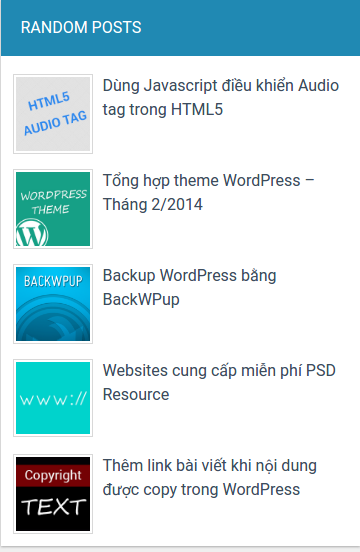 RANDOM POSTS
HTML5
AUDIO TAG
Dùng Javascript điều khiển Audio
tag trong HTML5
WORDPRESS
THEME
Tổng hợp theme WordPress –
Tháng 2/2014
BACKWPUP
Backup WordPress bằng
BackWPup
www://
Websites cung cấp miễn phí PSD
Resource
Copyright
TEXT
Thêm link bài viết khi nội dung
được copy trong WordPress